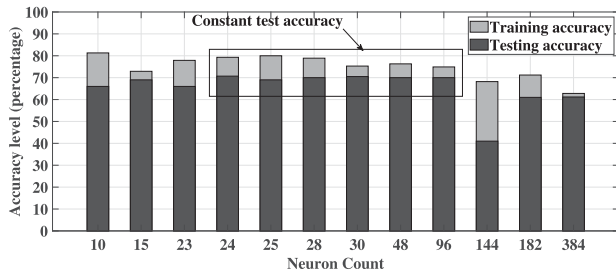 Constant test accuracy
Training accuracy
Testing accuracy
Accuracy level (percentage)
100
90
80
70
60
50
40
30
20
10
0
10 15 23 24 25 28 30 48 96 144 182 384
Neuron Count